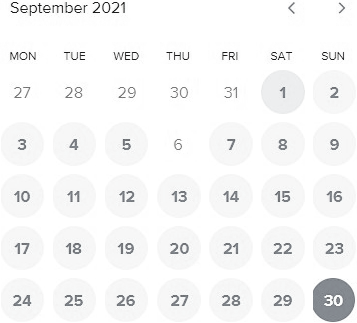 September 2021
MON TUE WED THU FRI SAT SUN
27 28 29 30 31 1 2
3 4 5 6 7 8 9
10 11 12 13 14 15 16
17 18 19 20 21 22 23
24 25 26 27 28 29 30